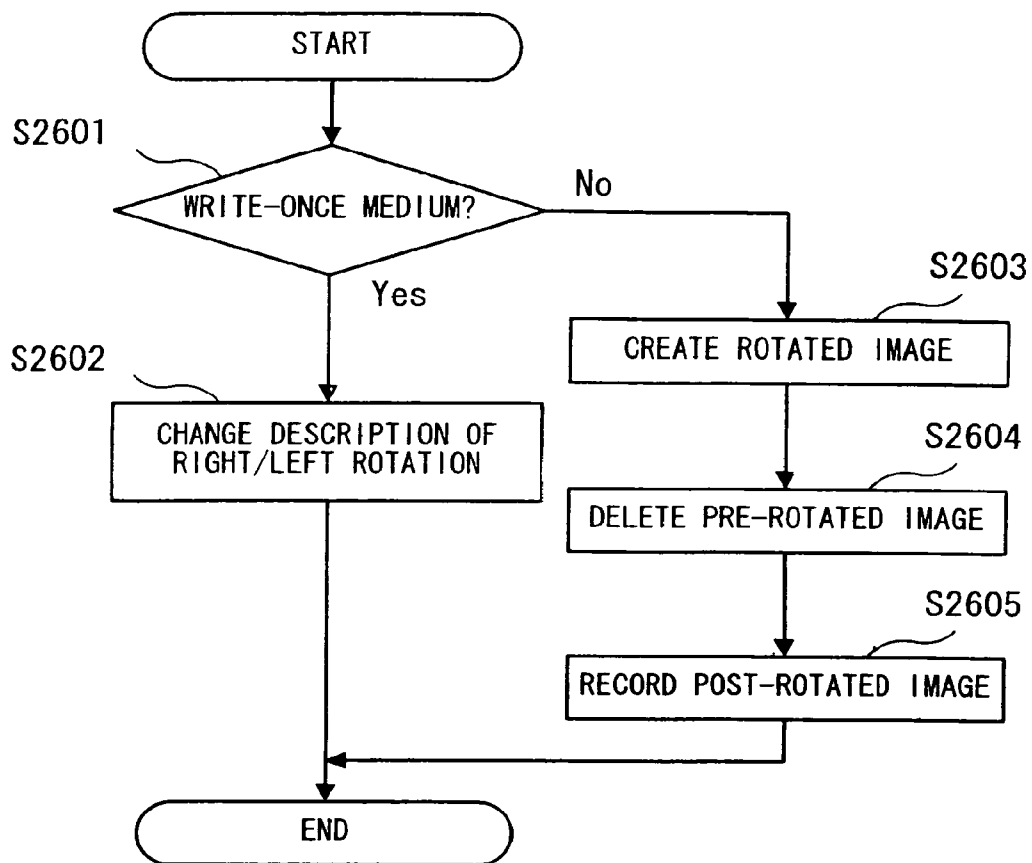 START
S2601
WRITE-ONCE MEDIUM?
No
Yes
S2603
CREATE ROTATED IMAGE
S2602
CHANGE DESCRIPTION OF
RIGHT/LEFT ROTATION
S2604
DELETE PRE-ROTATED IMAGE
S2605
RECORD POST-ROTATED IMAGE
END